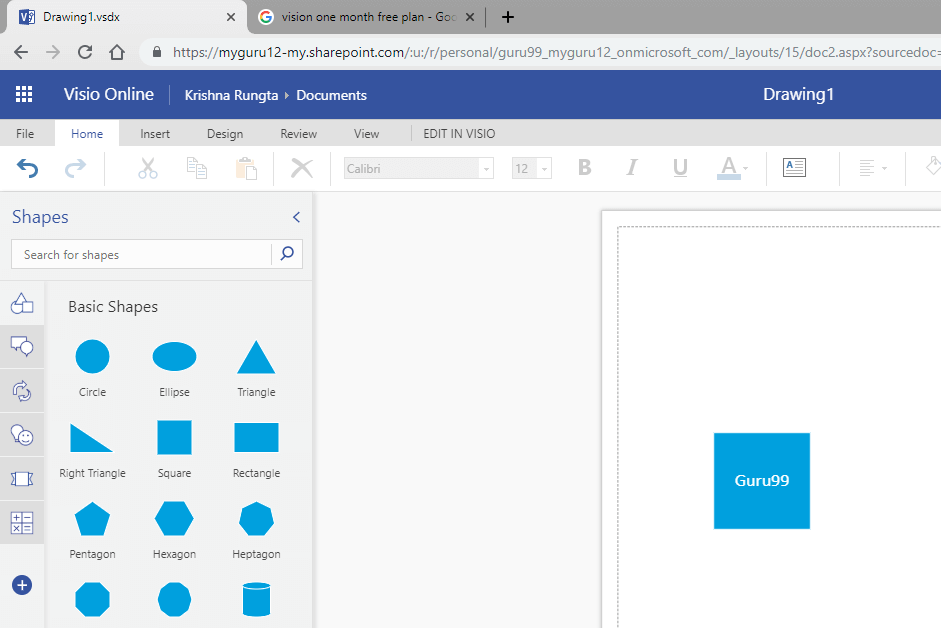 Drawing1.vsdx
vision one month free plan - Goo
https://myguru12-my.sharepoint.com/:u:/r/personal/guru99_myguru12_onmicrosoft_com/_layouts/15/doc2.aspx?sourcedoc=
Visio Online Krishna Rungta › Documents Drawing1
File Home Insert Design Review View EDIT IN VISIO
Calibri 12 B I U A A
Shapes
Search for shapes
Basic Shapes
Circle Ellipse Triangle
Right Triangle Square Rectangle
Pentagon Hexagon Heptagon
Guru99